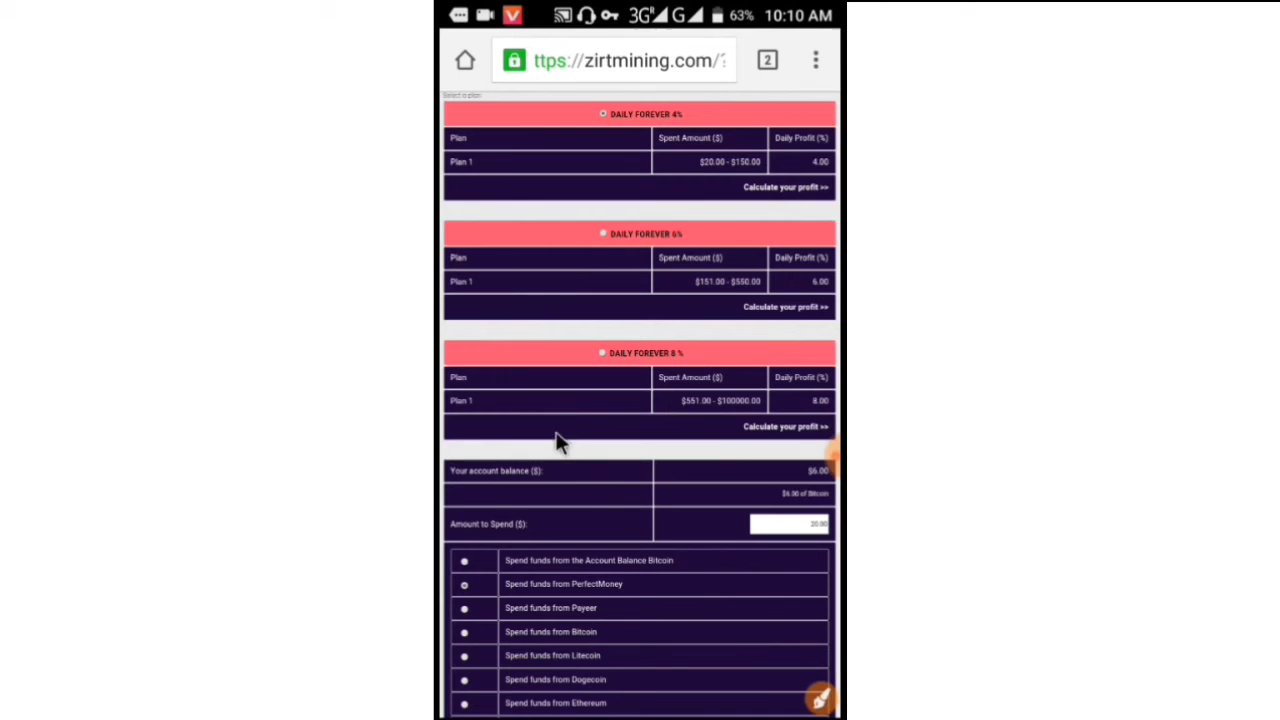 3G R G 63% 10:10 AM
ttps://zirtmining.com/? 2
Select a plan:
DAILY FOREVER 4%
Plan Spent Amount ($) Daily Profit (%)
Plan 1 $20.00 - $150.00 4.00
Calculate your profit >>
DAILY FOREVER 6%
Plan Spent Amount ($) Daily Profit (%)
Plan 1 $151.00 - $550.00 6.00
Calculate your profit >>
DAILY FOREVER 8 %
Plan Spent Amount ($) Daily Profit (%)
Plan 1 $551.00 - $100000.00 8.00
Calculate your profit >>
Your account balance ($): $6.00
$6.00 of Bitcoin
Amount to Spend ($): 20.00
Spend funds from the Account Balance Bitcoin
Spend funds from PerfectMoney
Spend funds from Payeer
Spend funds from Bitcoin
Spend funds from Litecoin
Spend funds from Dogecoin
Spend funds from Ethereum